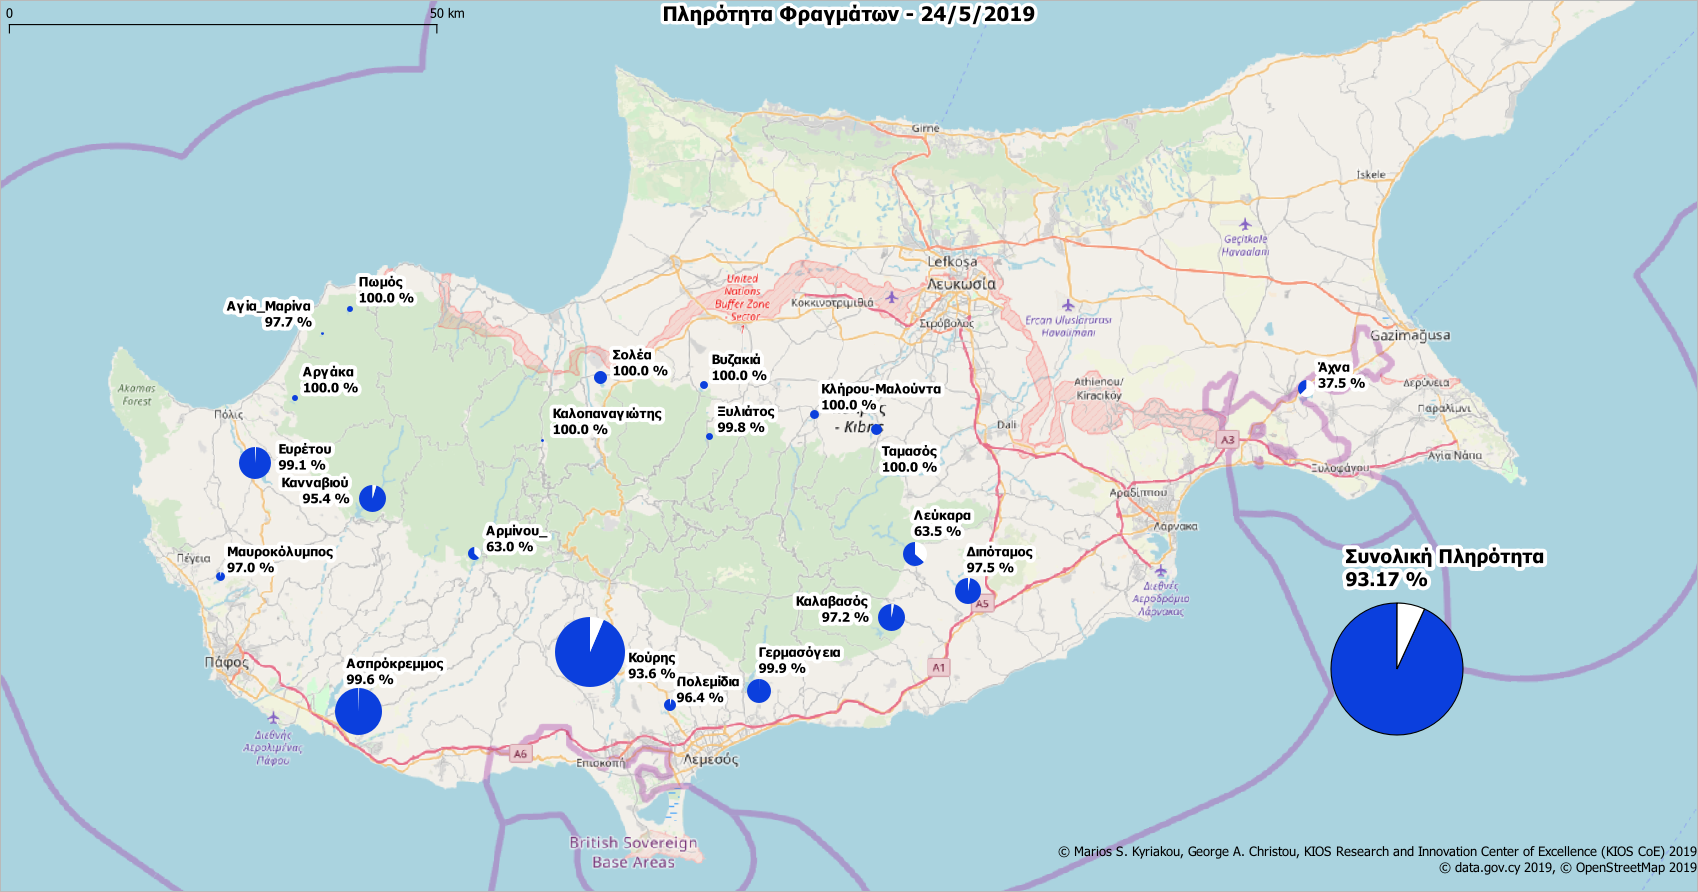 0
50 km
Πληρότητα Φραγμάτων - 24/5/2019
Girne
Iskele
Geçitkale
Havaalanı
Lefkoşa
Λευκωσία
United
Nations
Buffer Zone
Sector
Κοκκινοτριμιθιά
Στρόβολος
Ercan Uluslararası
Havalimanı
Gazimağusa
Πωμός
100.0 %
Αγία_Μαρίνα
97.7 %
Αργάκα
100.0 %
Akamas
Forest
Πόλις
Σολέα
100.0 %
Βυζακιά
100.0 %
Κλήρου-Μαλούντα
100.0 %
- Kıbrıs
Καλοπαναγιώτης
100.0 %
Ξυλιάτος
99.8 %
Ταμασός
100.0 %
Athienou/
Kiracıköy
Dali
Άχνα
37.5 %
Δερύνεια
Παραλίμνι
A3
Ξυλοφάγου
Αγία Νάπα
Ευρέτου
99.1 %
Κανναβιού
95.4 %
Αραδίππου
Λάρνακα
Λεύκαρα
63.5 %
Αρμίνου_
63.0 %
Πέγεια
Μαυροκόλυμπος
97.0 %
Διπόταμος
97.5 %
A5
Διεθνής
Αεροδρόμιο
Λάρνακας
Συνολική Πληρότητα
93.17 %
Καλαβασός
97.2 %
Πάφος
Ασπρόκρεμμος
99.6 %
Κούρης
93.6 %
Γερμασόγεια
99.9 %
A1
Πολεμίδια
96.4 %
Διεθνής
Αερολιμένας
Πάφου
A6
Επισκοπή
Λεμεσός
British Sovereign
Base Areas
© Marios S. Kyriakou, George A. Christou, KIOS Research and Innovation Center of Excellence (KIOS CoE) 2019
© data.gov.cy 2019, © OpenStreetMap 2019